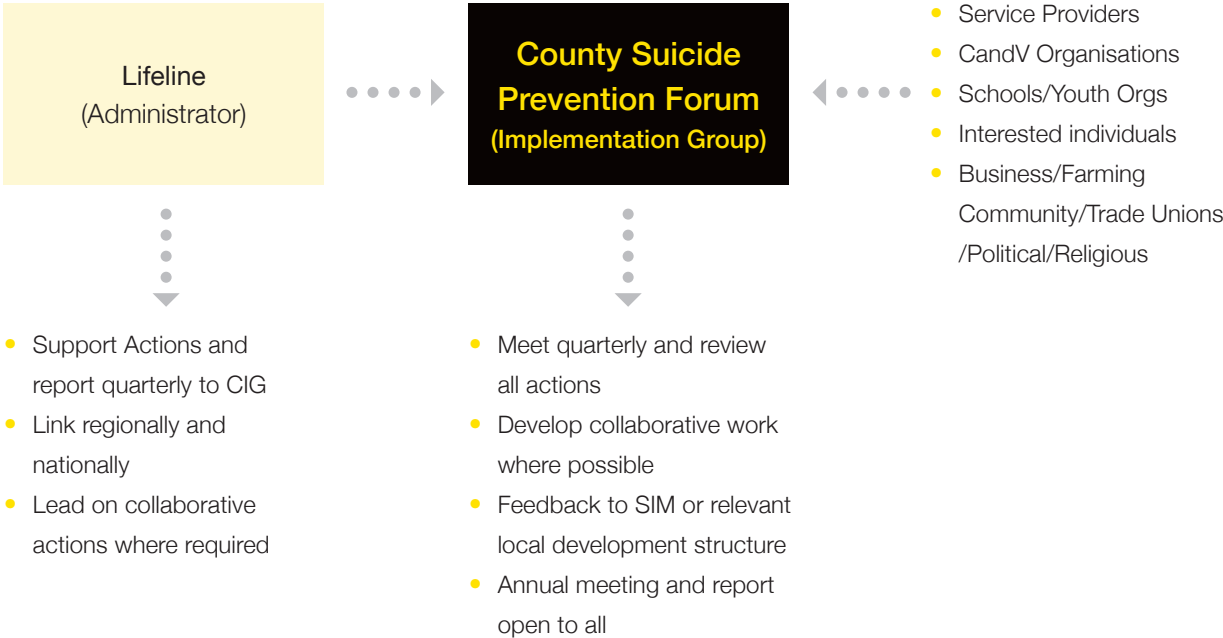 Lifeline
(Administrator)
County Suicide
Prevention Forum
(Implementation Group)
• Service Providers
• CandV Organisations
• Schools/Youth Orgs
• Interested individuals
• Business/Farming
Community/Trade Unions
/Political/Religious
• Support Actions and
report quarterly to CIG
• Link regionally and
nationally
• Lead on collaborative
actions where required
• Meet quarterly and review
all actions
• Develop collaborative work
where possible
• Feedback to SIM or relevant
local development structure
• Annual meeting and report
open to all